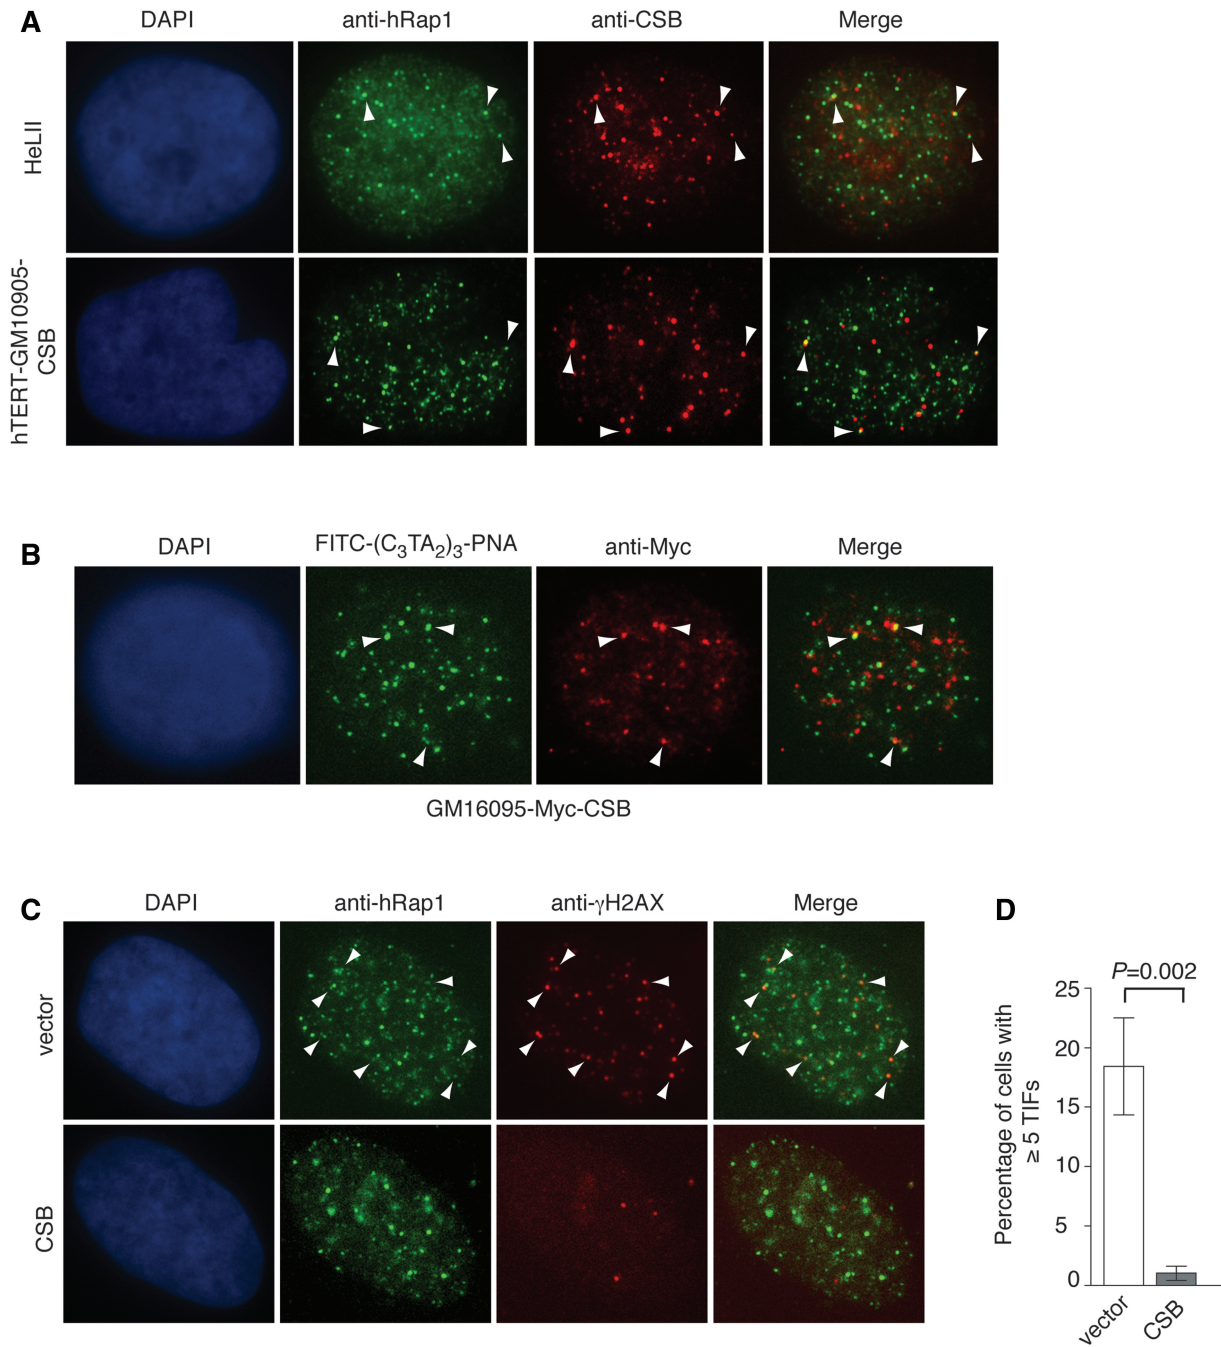 A
DAPI
anti-hRap1
anti-CSB
Merge
HeLII
hTERT-GM10905-
CSB
B
DAPI
FITC-(C3TA2)3-PNA
anti-Myc
Merge
GM16095-Myc-CSB
C
DAPI
anti-hRap1
anti-γH2AX
Merge
vector
CSB
D
P=0.002
Percentage of cells with
≥ 5 TIFs
25
20
15
10
5
0
vector
CSB